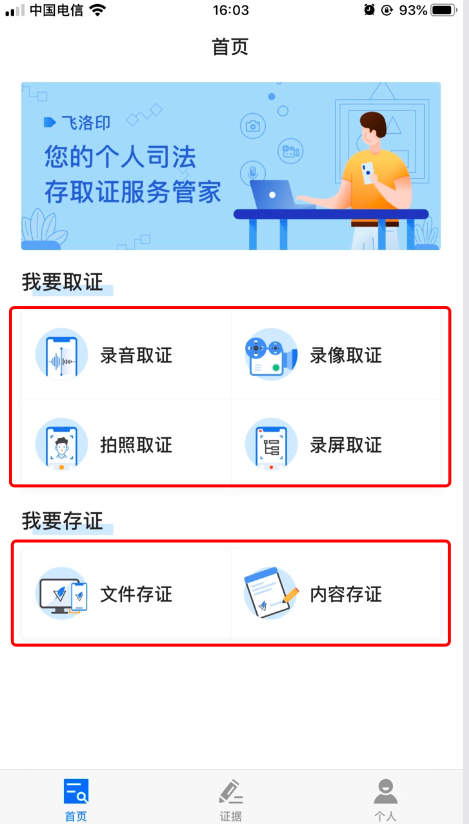 中国电信
16:03
93%
首页
飞洛印
您的个人司法
存取证服务管家
我要取证
录音取证
录像取证
拍照取证
录屏取证
我要存证
文件存证
内容存证
首页
证据
个人